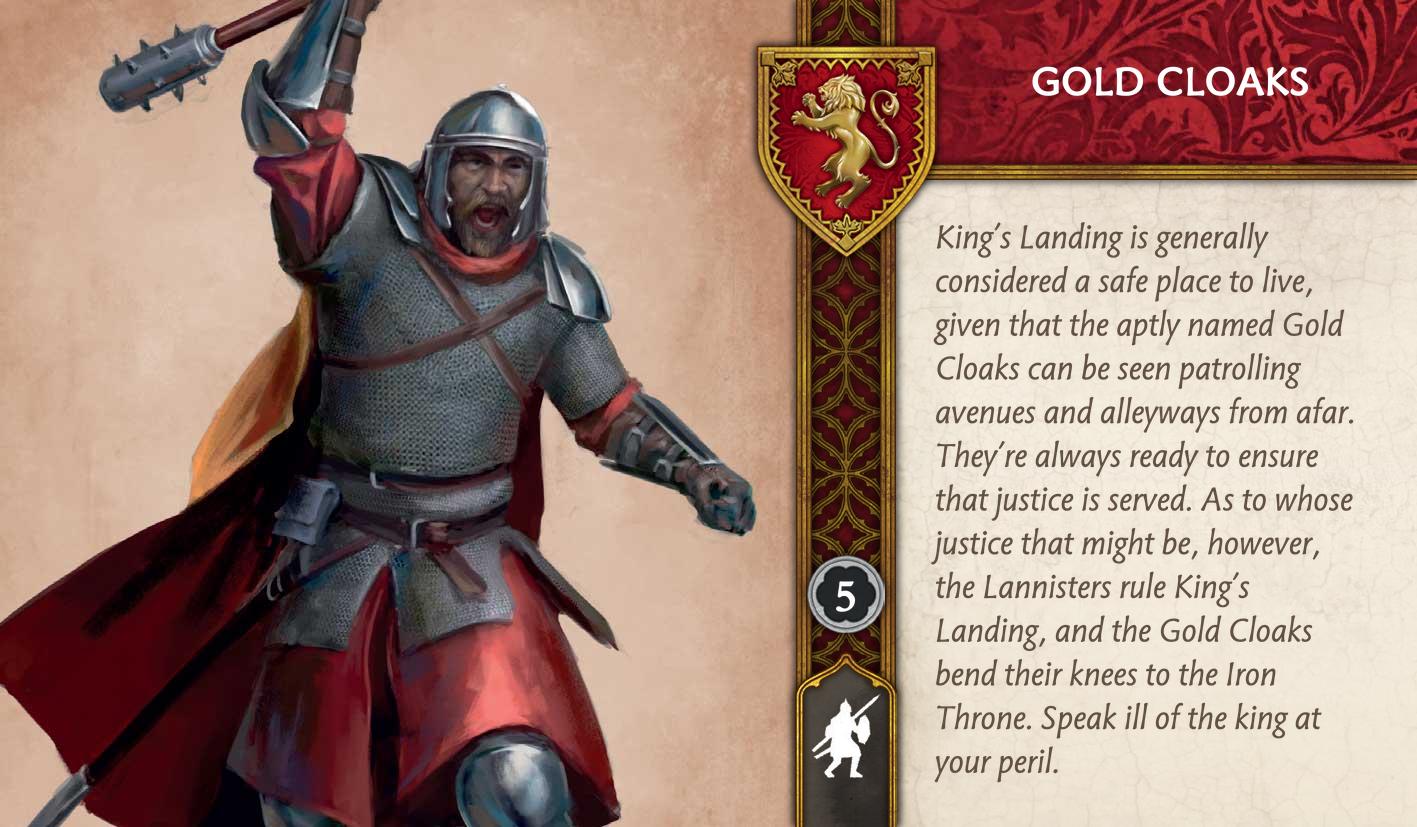 GOLD CLOAKS
King's Landing is generally
considered a safe place to live,
given that the aptly named Gold
Cloaks can be seen patrolling
avenues and alleyways from afar.
They're always ready to ensure
that justice is served. As to whose
justice that might be, however,
the Lannisters rule King's
Landing, and the Gold Cloaks
bend their knees to the Iron
Throne. Speak ill of the king at
your peril.
5